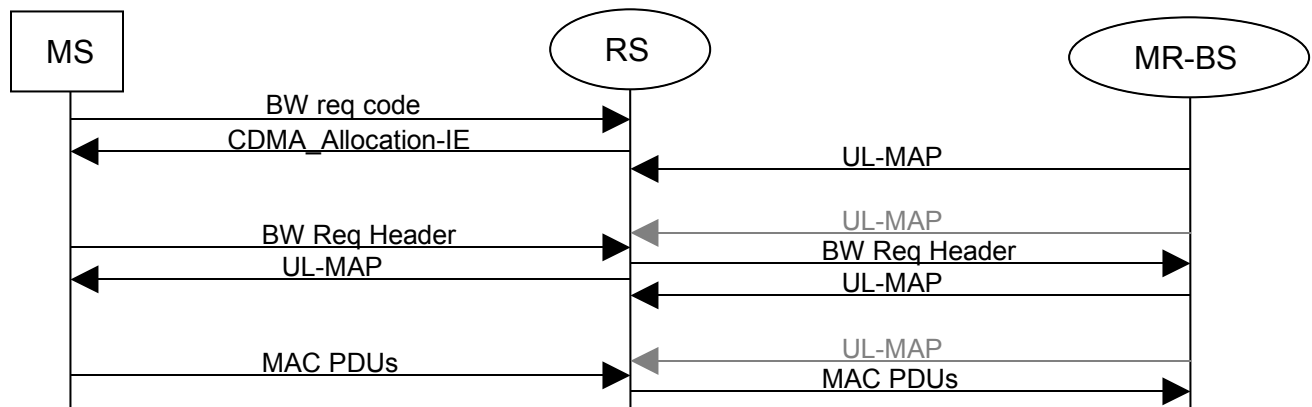 MS
RS
MR-BS
BW req code
CDMA_Allocation-IE
UL-MAP
UL-MAP
BW Req Header
BW Req Header
UL-MAP
UL-MAP
UL-MAP
MAC PDUs
MAC PDUs